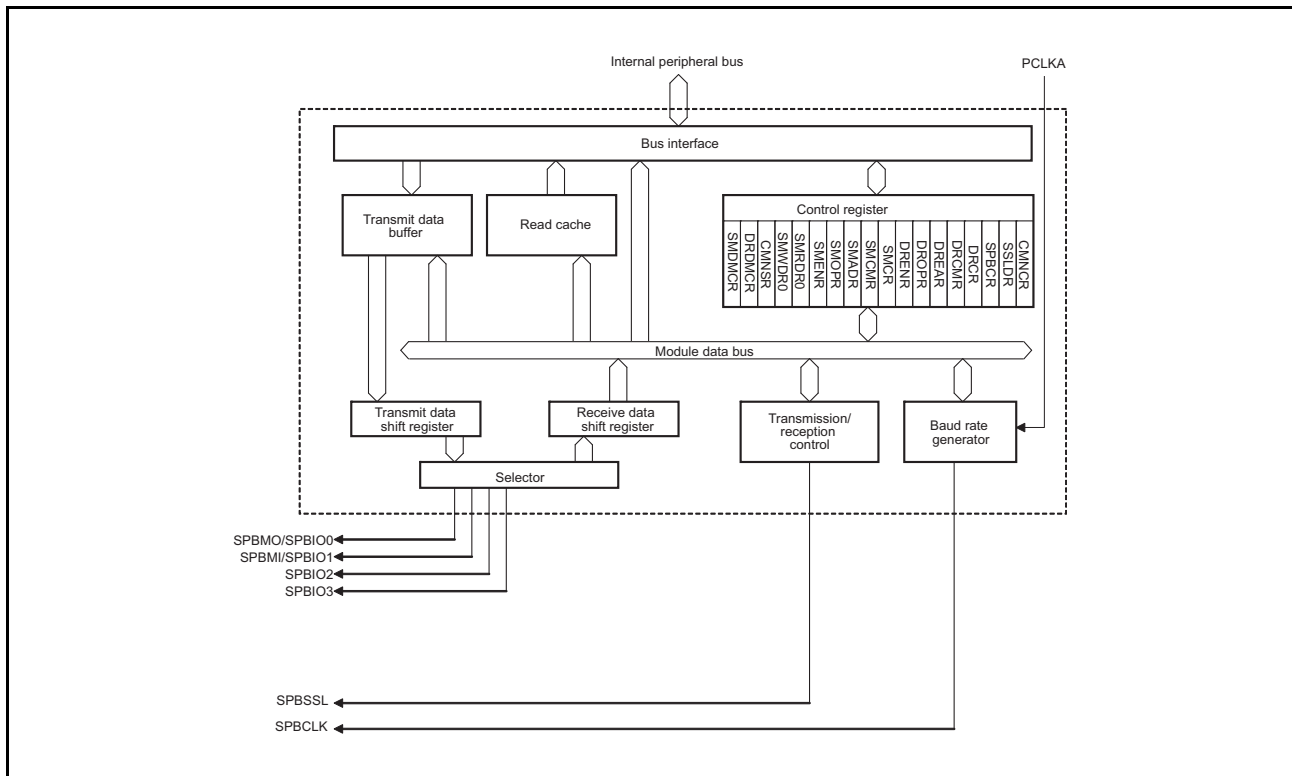 Internal peripheral bus
PCLKA
Bus interface
Transmit data
buffer
Read cache
Control register
SMDMCR
DRDMCR
CMNSR
SMWDR0
SMRDR0
SMENR
SMOPR
SMADR
SMCMR
SMCR
DRENR
DROPR
DREAR
DRCMR
DRCR
SPBCR
SSLDR
CMNCR
Module data bus
Transmit data
shift register
Receive data
shift register
Transmission/
reception
control
Baud rate
generator
Selector
SPBMO/SPBIO0
SPBMI/SPBIO1
SPBIO2
SPBIO3
SPBSSL
SPBCLK